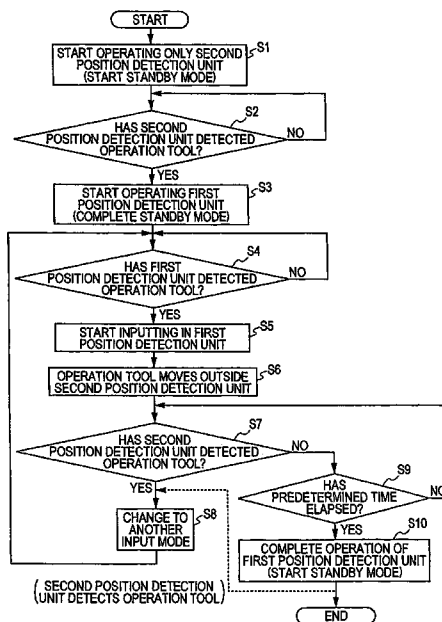 START
START OPERATING ONLY SECOND
POSITION DETECTION UNIT
(START STANDBY MODE)
S1
S2
HAS SECOND
POSITION DETECTION UNIT DETECTED
OPERATION TOOL?
NO
YES
START OPERATING FIRST
POSITION DETECTION UNIT
(COMPLETE STANDBY MODE)
S3
S4
HAS FIRST
POSITION DETECTION UNIT DETECTED
OPERATION TOOL?
NO
YES
START INPUTTING IN FIRST
POSITION DETECTION UNIT
S5
OPERATION TOOL MOVES OUTSIDE
SECOND POSITION DETECTION UNIT
S6
S7
HAS SECOND
POSITION DETECTION UNIT DETECTED
OPERATION TOOL?
NO
YES
S8
CHANGE TO
ANOTHER
INPUT MODE
S9
HAS
PREDETERMINED TIME
ELAPSED?
NO
YES
S10
COMPLETE OPERATION OF
FIRST POSITION DETECTION UNIT
(START STANDBY MODE)
(SECOND POSITION DETECTION
UNIT DETECTS OPERATION TOOL)
END